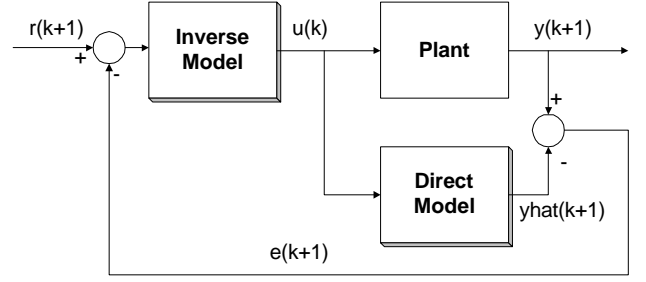 r(k+1)
+
-
Inverse
Model
u(k)
Plant
y(k+1)
+
-
Direct
Model
yhat(k+1)
e(k+1)